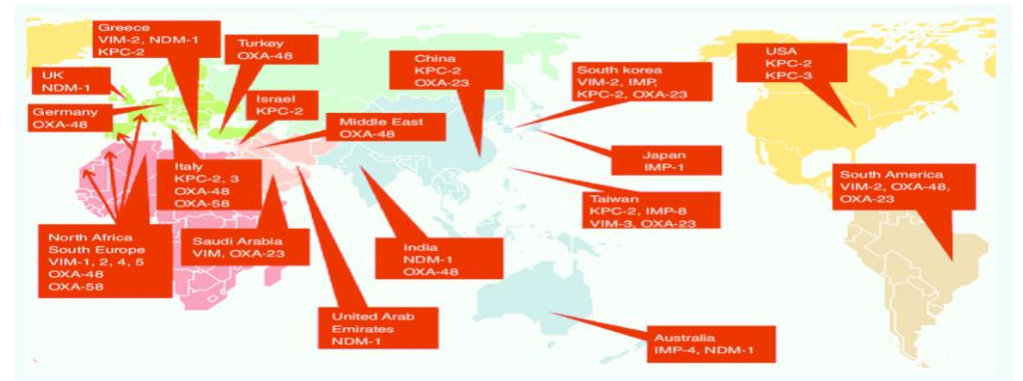 Greece
VIM-2, NDM-1
KPC-2
Turkey
OXA-48
UK
NDM-1
Israel
KPC-2
Germany
OXA-48
Middle East
OXA-48
China
KPC-2
OXA-23
South korea
VIM-2, IMP,
KPC-2, OXA-23
USA
KPC-2
KPC-3
Japan
IMP-1
Italy
KPC-2, 3
OXA-48
OXA-58
South America
VIM-2, OXA-48,
OXA-23
Taiwan
KPC-2, IMP-8
VIM-3, OXA-23
North Africa
South Europe
VIM-1, 2, 4, 5
OXA-48
OXA-58
Saudi Arabia
VIM, OXA-23
India
NDM-1
OXA-48
United Arab
Emirates
NDM-1
Australia
IMP-4, NDM-1